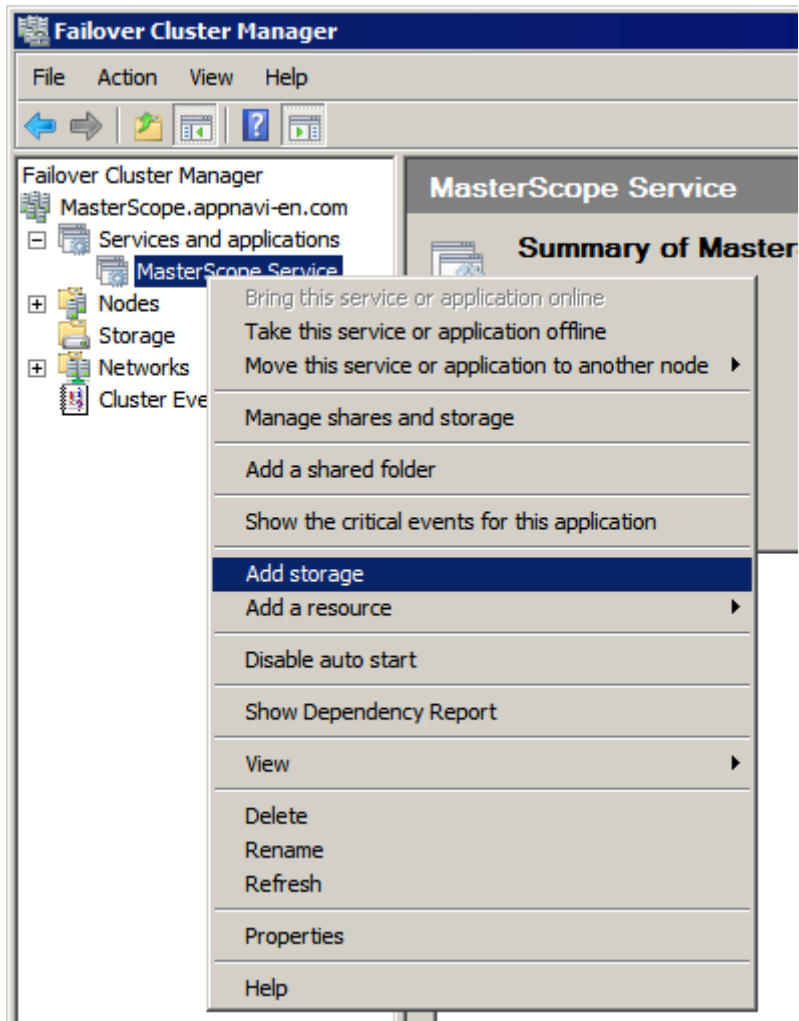 Failover Cluster Manager
File Action View Help
Failover Cluster Manager
MasterScope.appnavi-en.com
Services and applications
MasterScope Service
Nodes
Storage
Networks
Cluster Eve
MasterScope Service
Summary of Master
Bring this service or application online
Take this service or application offline
Move this service or application to another node
Manage shares and storage
Add a shared folder
Show the critical events for this application
Add storage
Add a resource
Disable auto start
Show Dependency Report
View
Delete
Rename
Refresh
Properties
Help